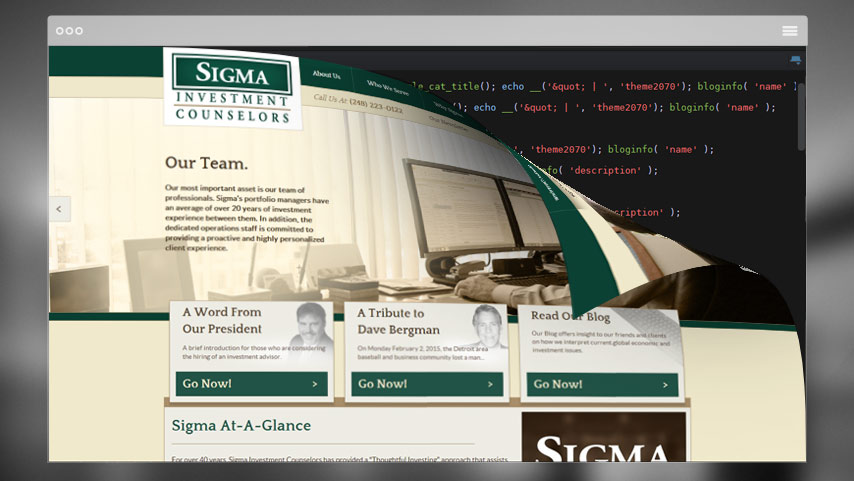 SIGMA
INVESTMENT
COUNSELORS
About Us
Who We Serve
Call Us At (248) 223-0122
Our Newsletter
cat_title(); echo __('&quot; | ', 'theme2070'); bloginfo( 'name' )
(); echo __('&quot; | ', 'theme2070'); bloginfo( 'name' );
', 'theme2070'); bloginfo( 'name' );
nfo( 'description' );
cription' );
Our Team.
Our most important asset is our team of
professionals. Sigma's portfolio managers have
an average of over 20 years of investment
experience between them. In addition, the
dedicated operations staff is committed to
providing a proactive and highly personalized
client experience.
<
A Word From
Our President
A brief introduction for those who are considering
the hiring of an investment advisor.
Go Now! >
A Tribute to
Dave Bergman
On Monday February 2, 2015, the Detroit area
baseball and business community lost a man...
Go Now! >
Read Our Blog
Our Blog offers insight to our friends and clients
on how we interpret current global economic and
investment issues.
Go Now! >
Sigma At-A-Glance
For over 40 years, Sigma Investment Counselors has provided a "Thoughtful Investing" approach that assists
SIGMA